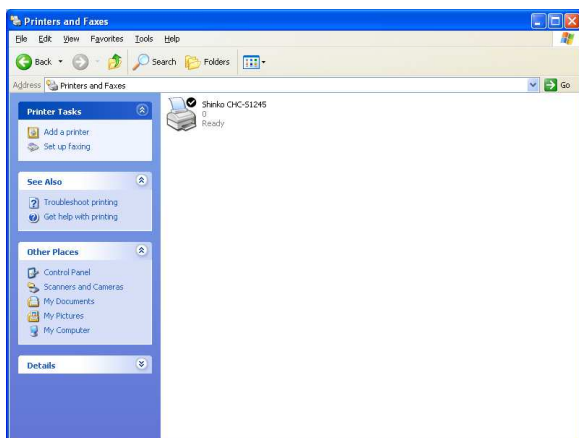 Printers and Faxes
File Edit View Favorites Tools Help
Back Search Folders
Address Printers and Faxes Go
Printer Tasks
Add a printer
Set up faxing
See Also
Troubleshoot printing
Get help with printing
Other Places
Control Panel
Scanners and Cameras
My Documents
My Pictures
My Computer
Details
Shinko CHC-S1245
0
Ready